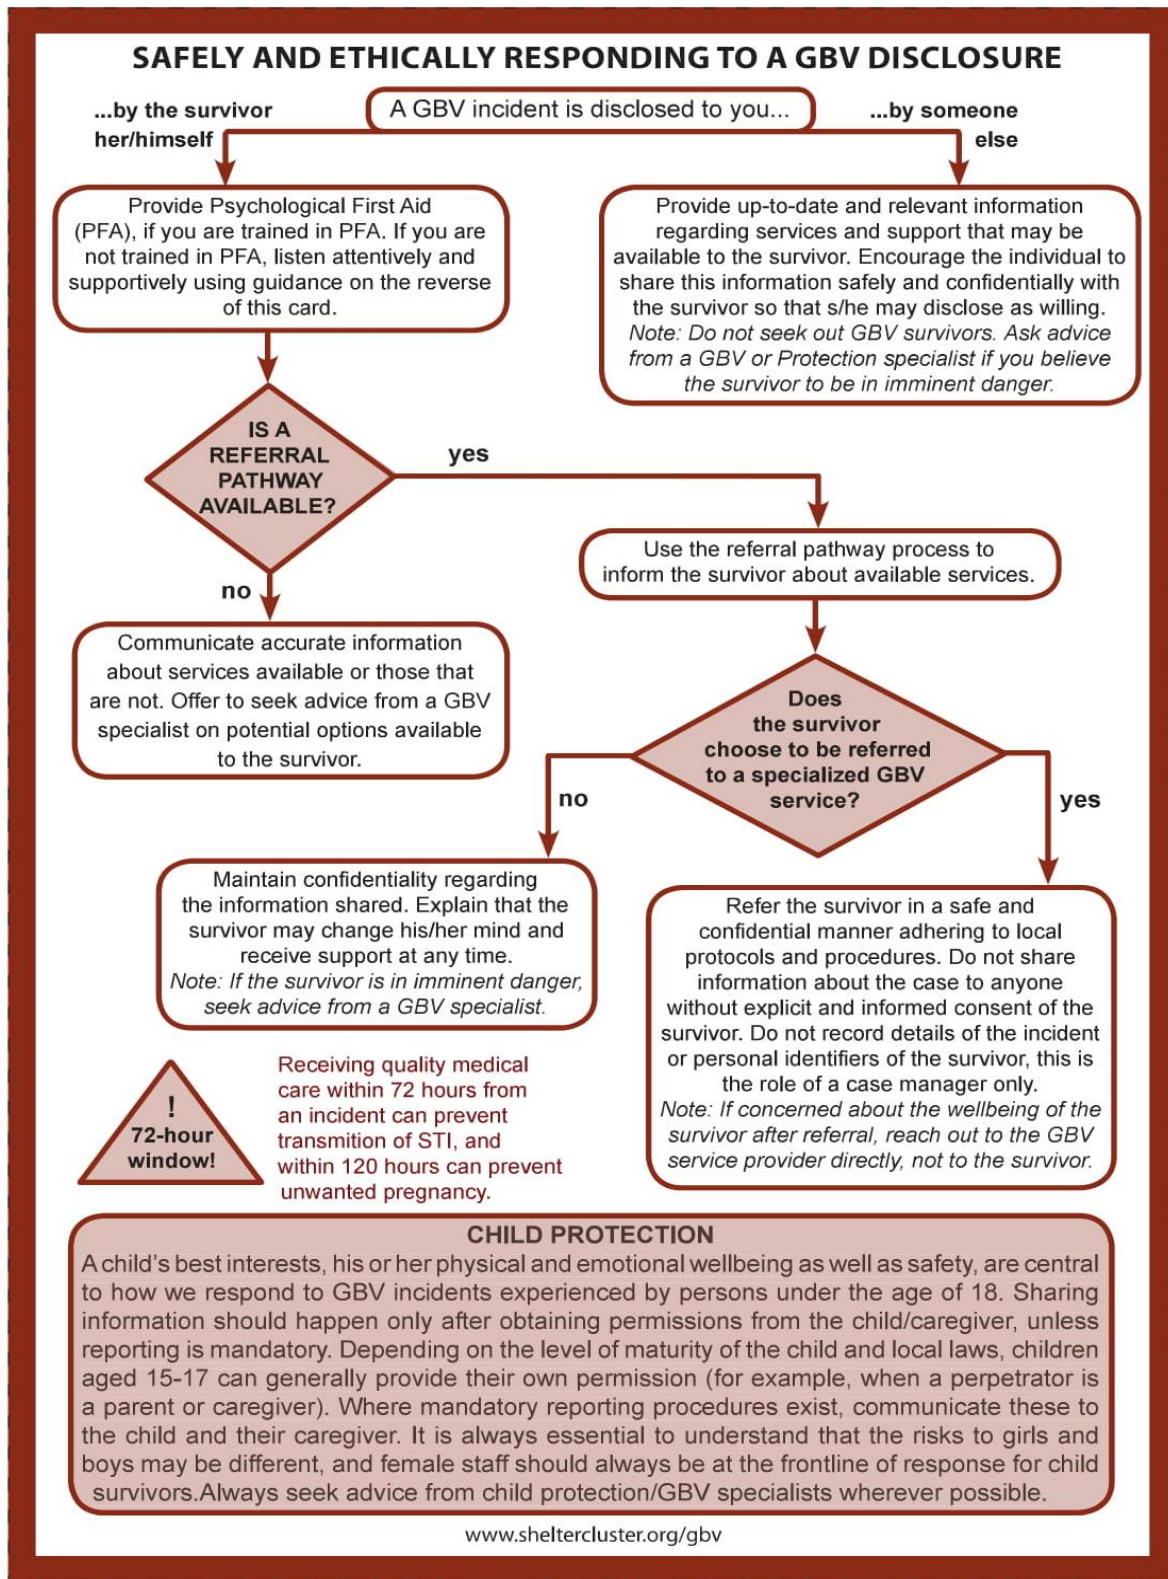 SAFELY AND ETHICALLY RESPONDING TO A GBV DISCLOSURE
A GBV incident is disclosed to you...
...by the survivor
her/himself
...by someone
else
Provide Psychological First Aid
(PFA), if you are trained in PFA. If you are
not trained in PFA, listen attentively and
supportively using guidance on the reverse
of this card.
Provide up-to-date and relevant information
regarding services and support that may be
available to the survivor. Encourage the individual to
share this information safely and confidentially with
the survivor so that s/he may disclose as willing.
Note: Do not seek out GBV survivors. Ask advice
from a GBV or Protection specialist if you believe
the survivor to be in imminent danger.
IS A
REFERRAL
PATHWAY
AVAILABLE?
yes
no
Use the referral pathway process to
inform the survivor about available services.
Communicate accurate information
about services available or those that
are not. Offer to seek advice from a GBV
specialist on potential options available
to the survivor.
Does
the survivor
choose to be referred
to a specialized GBV
service?
no
yes
Maintain confidentiality regarding
the information shared. Explain that the
survivor may change his/her mind and
receive support at any time.
Note: If the survivor is in imminent danger,
seek advice from a GBV specialist.
Refer the survivor in a safe and
confidential manner adhering to local
protocols and procedures. Do not share
information about the case to anyone
without explicit and informed consent of the
survivor. Do not record details of the incident
or personal identifiers of the survivor, this is
the role of a case manager only.
Note: If concerned about the wellbeing of the
survivor after referral, reach out to the GBV
service provider directly, not to the survivor.
!
72-hour
window!
Receiving quality medical
care within 72 hours from
an incident can prevent
transmition of STI, and
within 120 hours can prevent
unwanted pregnancy.
CHILD PROTECTION
A child's best interests, his or her physical and emotional wellbeing as well as safety, are central
to how we respond to GBV incidents experienced by persons under the age of 18. Sharing
information should happen only after obtaining permissions from the child/caregiver, unless
reporting is mandatory. Depending on the level of maturity of the child and local laws, children
aged 15-17 can generally provide their own permission (for example, when a perpetrator is
a parent or caregiver). Where mandatory reporting procedures exist, communicate these to
the child and their caregiver. It is always essential to understand that the risks to girls and
boys may be different, and female staff should always be at the frontline of response for child
survivors.Always seek advice from child protection/GBV specialists wherever possible.
www.sheltercluster.org/gbv